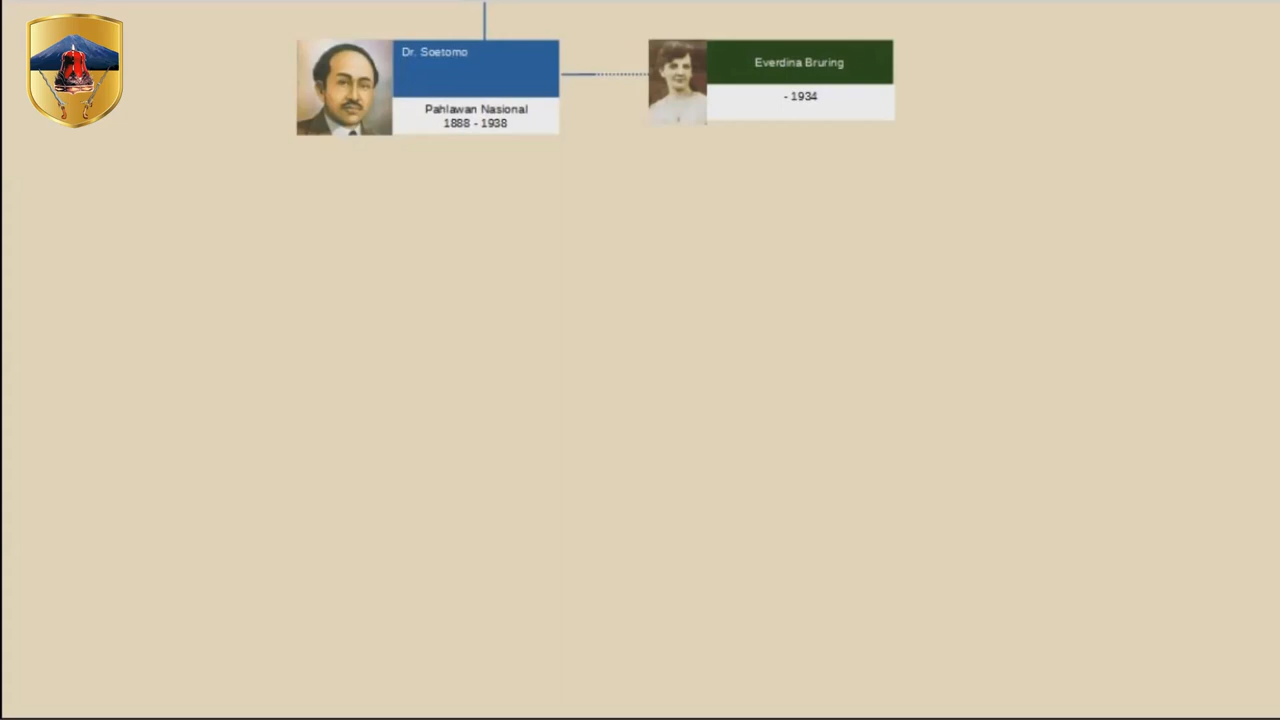 Dr. Soetomo
Pahlawan Nasional
1888 - 1938
Everdina Bruring
- 1934